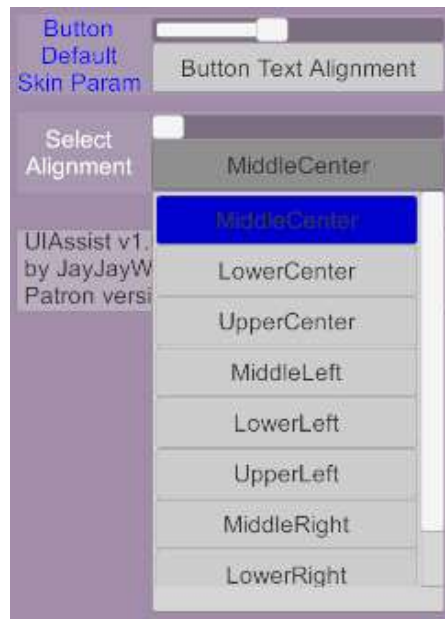 Button
Default
Skin Param
Button Text Alignment
Select
Alignment
MiddleCenter
MiddleCenter
LowerCenter
UpperCenter
MiddleLeft
LowerLeft
UpperLeft
MiddleRight
LowerRight
UIAssist v1.
by JayJayW
Patron versi